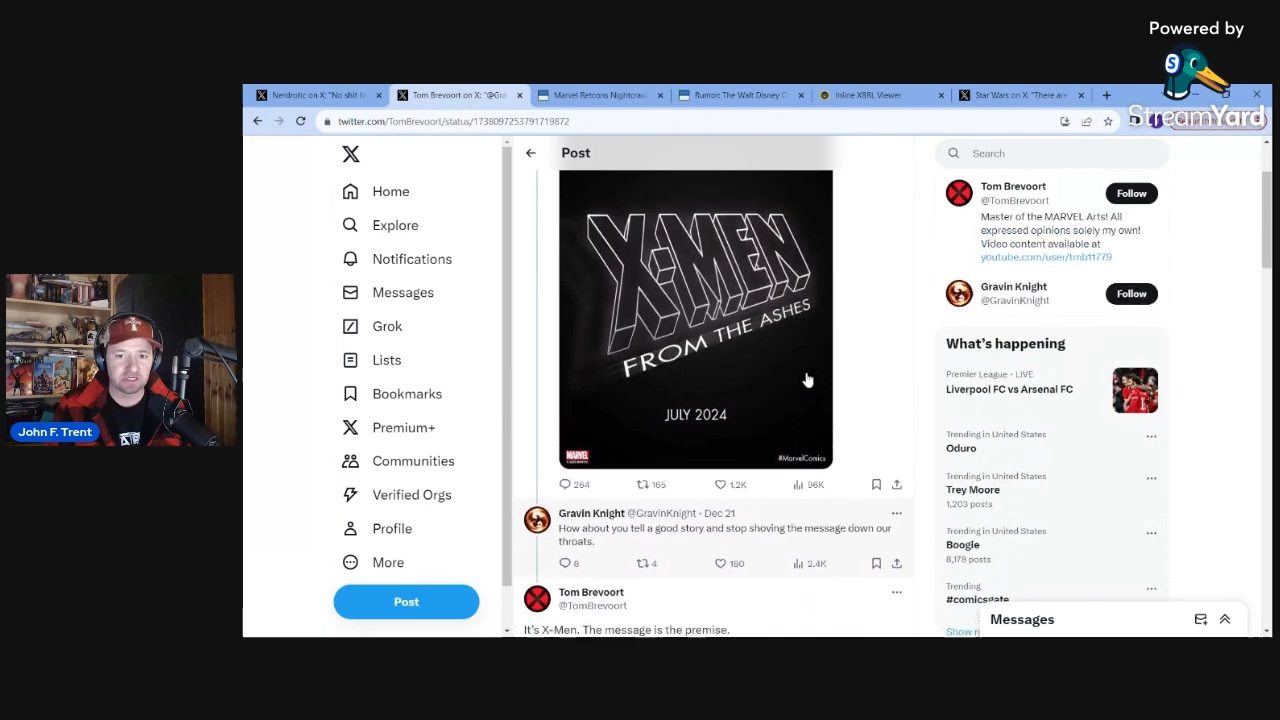 Powered by
StreamYard
Nerdrotic on X: "No shit h
Tom Brevoort on X: "@Gra
Marvel Retcons Nightcraw
Rumor: The Walt Disney C
Inline XBRL Viewer
Star Wars on X: "There are
twitter.com/TomBrevoort/status/1738097253791719872
Home
Explore
Notifications
Messages
Grok
Lists
Bookmarks
Premium+
Communities
Verified Orgs
Profile
More
Post
Post
X-MEN
FROM THE ASHES
JULY 2024
MARVEL
#MarvelComics
264
165
1.2K
96K
Gravin Knight @GravinKnight · Dec 21
How about you tell a good story and stop shoving the message down our
throats.
8
4
180
2.4K
Tom Brevoort
@TomBrevoort
It's X-Men. The message is the premise.
Search
Tom Brevoort
@TomBrevoort
Follow
Master of the MARVEL Arts! All
expressed opinions solely my own!
Video content available at
youtube.com/user/tmb11779
Gravin Knight
@GravinKnight
Follow
What's happening
Premier League · LIVE
Liverpool FC vs Arsenal FC
Trending in United States
Oduro
Trending in United States
Trey Moore
1,203 posts
Trending in United States
Boogie
8,178 posts
Trending
#comicsgate
Show
Messages
John F. Trent